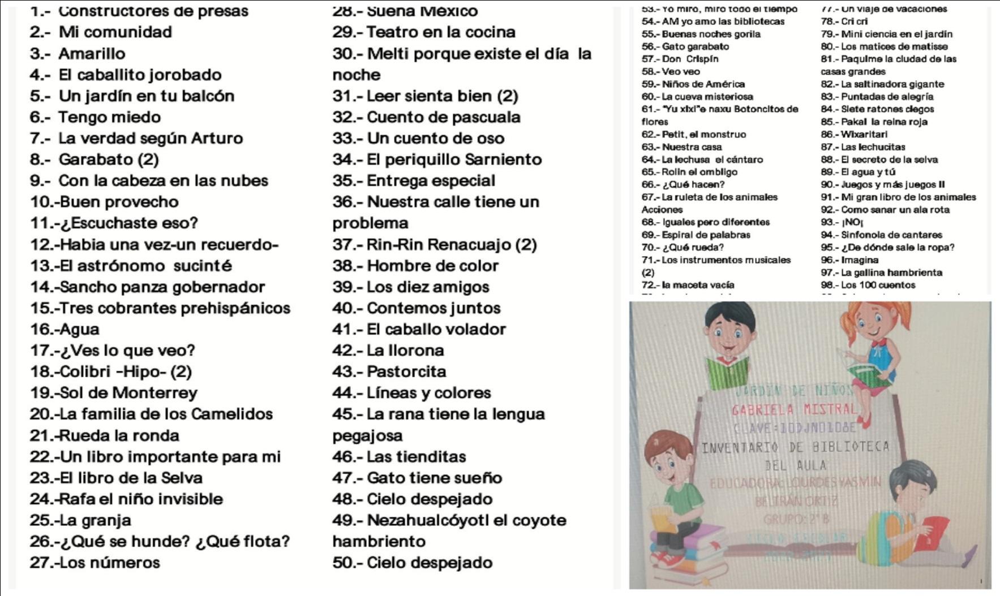 1.- Constructores de presas
2.- Mi comunidad
3.- Amarillo
4.- El caballito jorobado
5.- Un jardín en tu balcón
6.- Tengo miedo
7.- La verdad según Arturo
8.- Garabato (2)
9.- Con la cabeza en las nubes
10.-Buen provecho
11.-¿Escuchaste eso?
12.-Habia una vez-un recuerdo-
13.-El astrónomo sucinté
14.-Sancho panza gobernador
15.-Tres cobrantes prehispánicos
16.-Agua
17.-¿Ves lo que veo?
18.-Colibri -Hipo- (2)
19.-Sol de Monterrey
20.-La familia de los Camelidos
21.-Rueda la ronda
22.-Un libro importante para mi
23.-El libro de la Selva
24.-Rafa el niño invisible
25.-La granja
26.-¿Qué se hunde? ¿Qué flota?
27.-Los números
28.- Suena México
29.- Teatro en la cocina
30.- Melti porque existe el día la
noche
31.- Leer sienta bien (2)
32.- Cuento de pascuala
33.- Un cuento de oso
34.- El periquillo Sarniento
35.- Entrega especial
36.- Nuestra calle tiene un
problema
37.- Rin-Rin Renacuajo (2)
38.- Hombre de color
39.- Los diez amigos
40.- Contemos juntos
41.- El caballo volador
42.- La llorona
43.- Pastorcita
44.- Líneas y colores
45.- La rana tiene la lengua
pegajosa
46.- Las tienditas
47.- Gato tiene sueño
48.- Cielo despejado
49.- Nezahualcóyotl el coyote
hambriento
50.- Cielo despejado
53.- Yo miro, miro todo el tiempo
54.- AM yo amo las bibliotecas
55.- Buenas noches gorila
56.- Gato garabato
57.- Don Crispín
58.- Veo veo
59.- Niños de América
60.- La cueva misteriosa
61.- "Yu xixi"e naxu Botoncitos de
flores
62.- Petit, el monstruo
63.- Nuestra casa
64.- La lechusa el cántaro
65.- Rolin el ombligo
66.- ¿Qué hacen?
67.- La ruleta de los animales
Acciones
68.- Iguales pero diferentes
69.- Espiral de palabras
70.- ¿Qué rueda?
71.- Los instrumentos musicales
(2)
72.- la maceta vacía
77.- Un viaje de vacaciones
78.- Cri cri
79.- Mini ciencia en el jardín
80.- Los matices de matisse
81.- Paquime la ciudad de las
casas grandes
82.- La saltinadora gigante
83.- Puntadas de alegría
84.- Siete ratones ciegos
85.- Pakal la reina roja
86.- Wixaritari
87.- Las lechucitas
88.- El secreto de la selva
89.- El agua y tú
90.- Juegos y más juegos II
91.- Mi gran libro de los animales
92.- Como sanar un ala rota
93.- ¡NO¡
94.- Sinfonola de cantares
95.- ¿De dónde sale la ropa?
96.- Imagina
97.- La gallina hambrienta
98.- Los 100 cuentos
JARDIN DE NIÑOS
GABRIELA MISTRAL
CLAVE:10DJN0108E
INVENTARIO DE BIBLIOTECA
DEL AULA
EDUCADORA: LOURDES YASMIN
BELTRÁN ORTIZ
GRUPO: 2° B
CICLO ESCOLAR